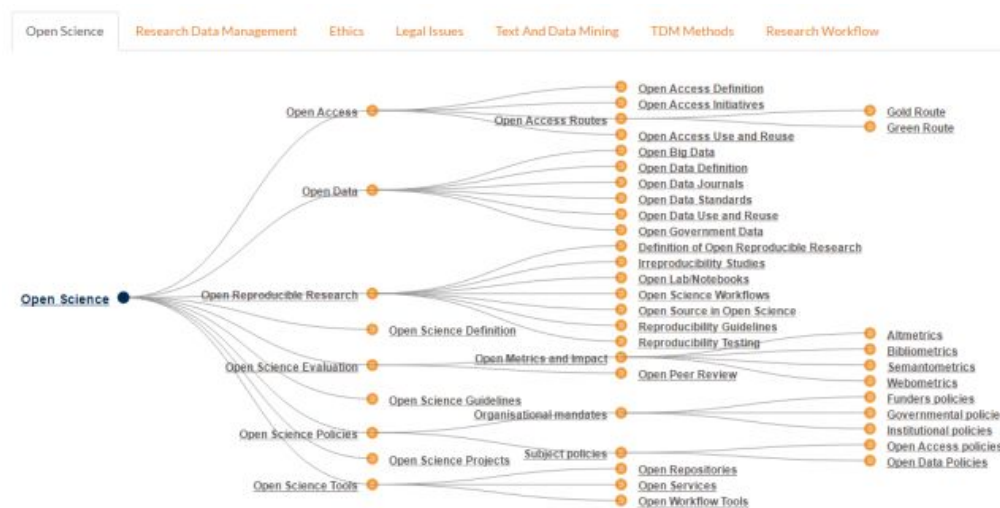 Open Science
Research Data Management
Ethics
Legal Issues
Text And Data Mining
TDM Methods
Research Workflow
Open Access Definition
Open Access
Open Access Initiatives
Gold Route
Open Access Routes
Green Route
Open Access Use and Reuse
Open Big Data
Open Data Definition
Open Data Journals
Open Data
Open Data Standards
Open Data Use and Reuse
Open Government Data
Definition of Open Reproducible Research
Irreproducibility Studies
Open Lab/Notebooks
Open Reproducible Research
Open Science Workflows
Open Science
Open Source in Open Science
Reproducibility Guidelines
Open Science Definition
Altmetrics
Reproducibility Testing
Bibliometrics
Open Metrics and Impact
Open Science Evaluation
Semantometrics
Open Peer Review
Webometrics
Funders policies
Open Science Guidelines
Organisational mandates
Governmental policie
Institutional policies
Open Science Policies
Open Access policies
Subject policies
Open Science Projects
Open Data Policies
Open Repositories
Open Science Tools
Open Services
Open Workflow Tools